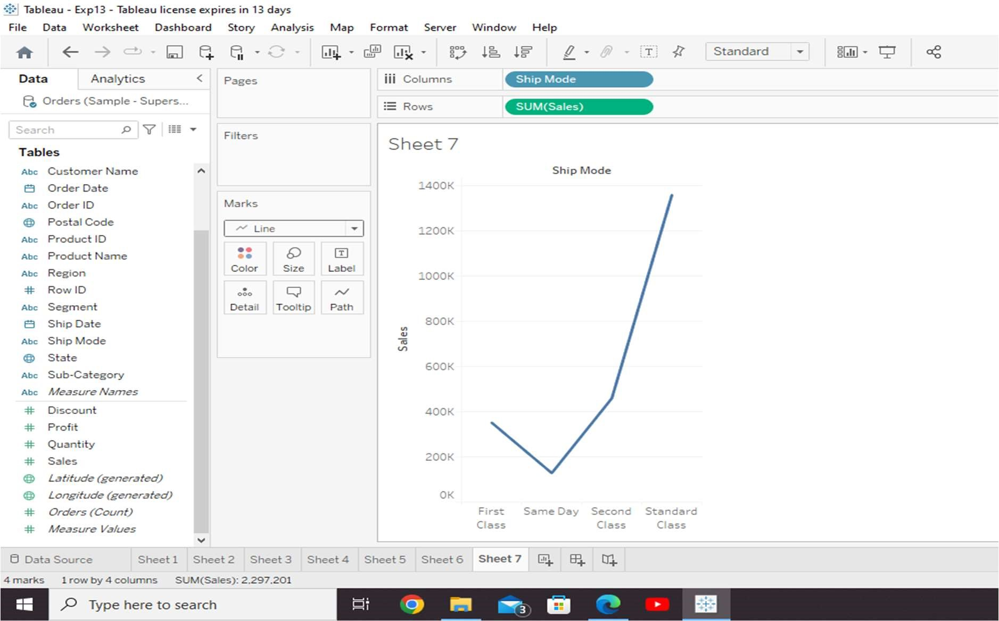 Tableau - Exp13 - Tableau license expires in 13 days
File Data Worksheet Dashboard Story Analysis Map Format Server Window Help
Standard
Data Analytics
Orders (Sample - Supers...
Search
Tables
Abc Customer Name
Order Date
Abc Order ID
Postal Code
Abc Product ID
Abc Product Name
Abc Region
# Row ID
Abc Segment
Ship Date
Abc Ship Mode
State
Abc Sub-Category
Abc Measure Names
# Discount
# Profit
# Quantity
# Sales
Latitude (generated)
Longitude (generated)
# Orders (Count)
# Measure Values
Pages
Filters
Marks
Line
Color Size Label
Detail Tooltip Path
Columns Ship Mode
Rows SUM(Sales)
Sheet 7
Ship Mode
1400K
1200K
1000K
800K
600K
400K
200K
0K
Sales
First Class
Same Day
Second Class
Standard Class
Data Source Sheet 1 Sheet 2 Sheet 3 Sheet 4 Sheet 5 Sheet 6 Sheet 7
4 marks 1 row by 4 columns SUM(Sales): 2,297,201
Type here to search
3